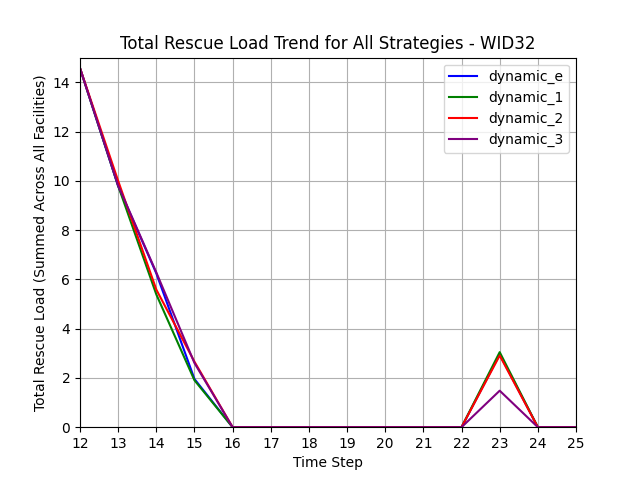 Total Rescue Load Trend for All Strategies - WID32
Total Rescue Load (Summed Across All Facilities)
14
12
10
8
6
4
2
0
dynamic_e
dynamic_1
dynamic_2
dynamic_3
12 13 14 15 16 17 18 19 20 21 22 23 24 25
Time Step